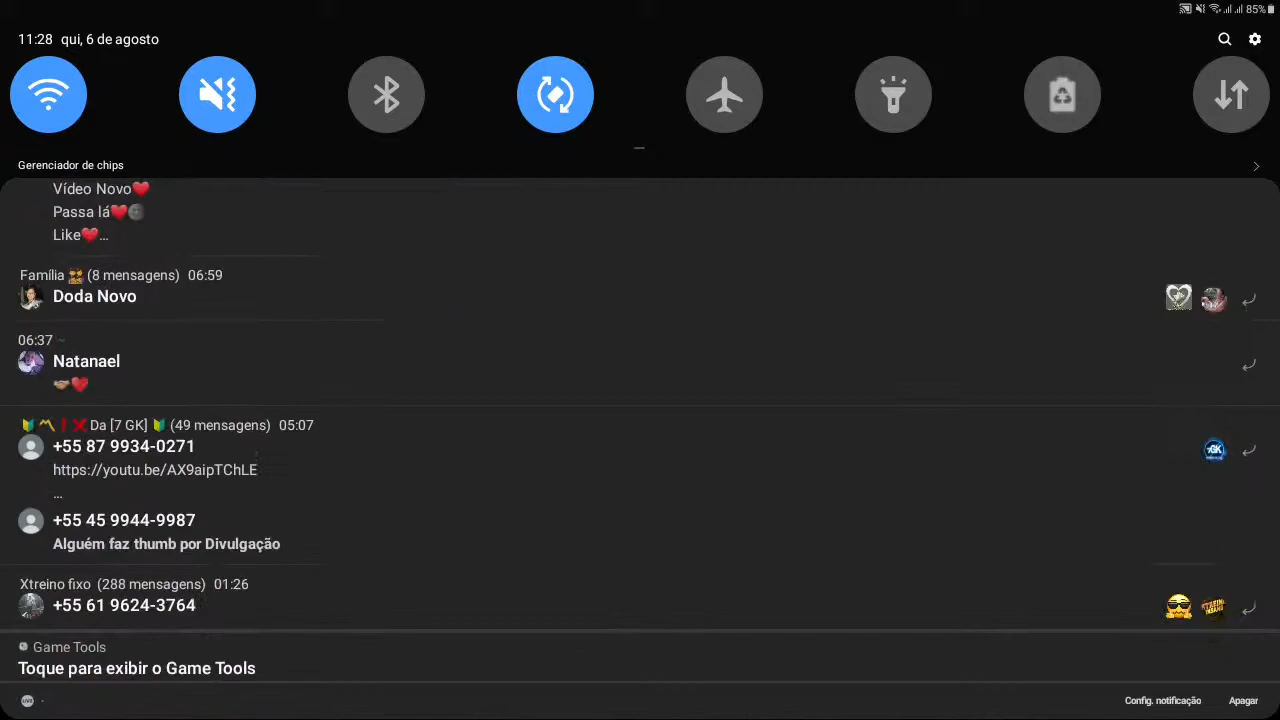 85%
11:28 qui, 6 de agosto
Gerenciador de chips
Vídeo Novo❤️
Passa lá❤️
Like❤️…
Família (8 mensagens) 06:59
Doda Novo
06:37
Natanael
🤝❤️
🔰〽️❗❌ Da [7 GK] 🔰 (49 mensagens) 05:07
+55 87 9934-0271
https://youtu.be/AX9aipTChLE
...
7GK
+55 45 9944-9987
Alguém faz thumb por Divulgação
Xtreino fixo (288 mensagens) 01:26
+55 61 9624-3764
Game Tools
Toque para exibir o Game Tools
Config. notificação
Apagar